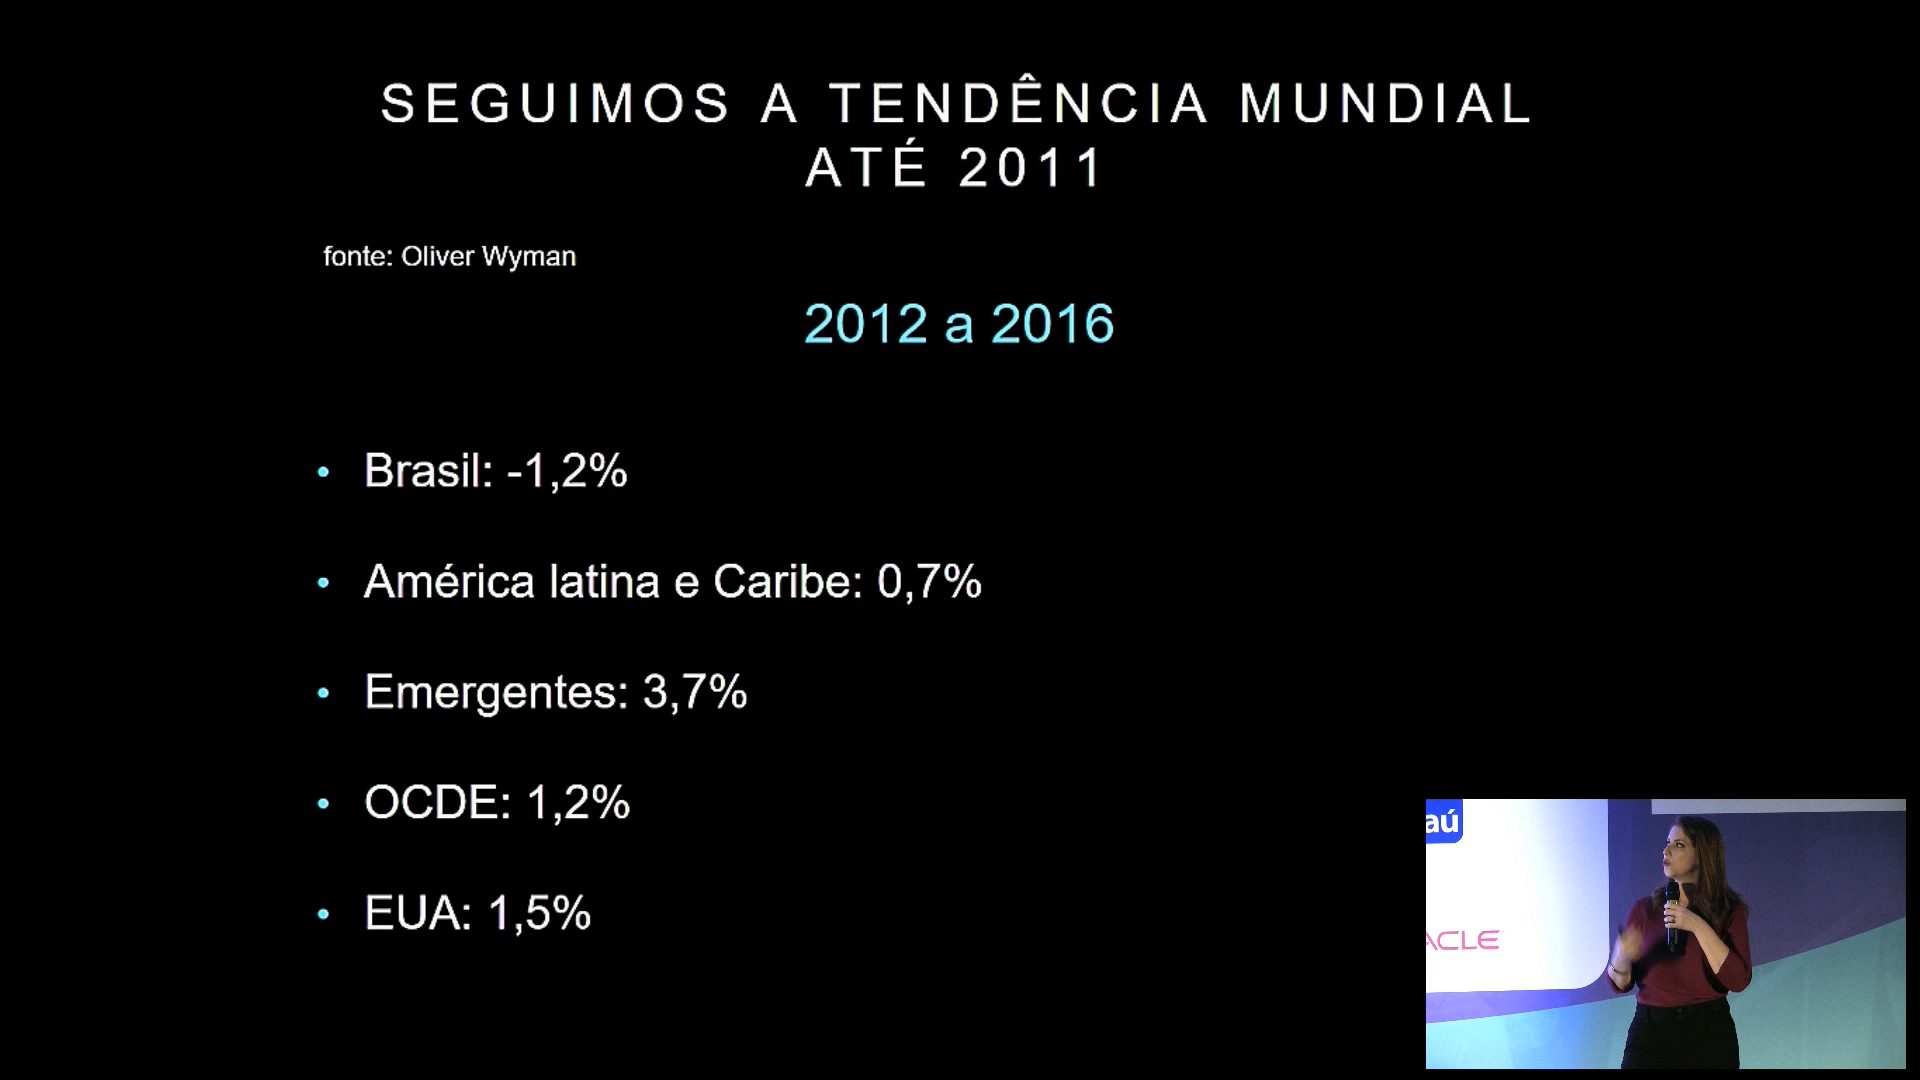 SEGUIMOS A TENDÊNCIA MUNDIAL
ATÉ 2011
fonte: Oliver Wyman
2012 a 2016
• Brasil: -1,2%
• América latina e Caribe: 0,7%
• Emergentes: 3,7%
• OCDE: 1,2%
• EUA: 1,5%
aú
ACLE